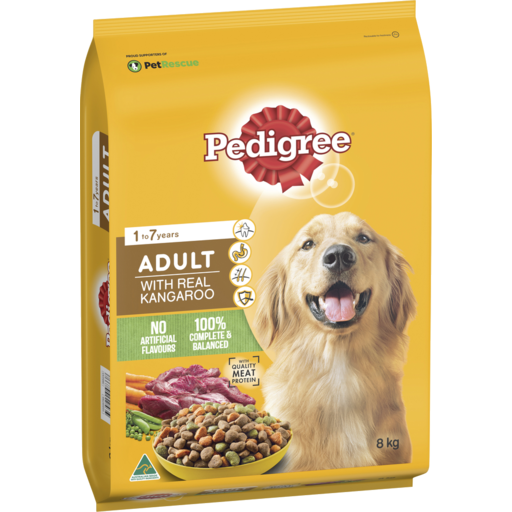 PROUD SUPPORTERS OF
PetRescue
Pedigree
1 to 7 years
ADULT
WITH REAL
KANGAROO
NO
ARTIFICIAL
FLAVOURS
100%
COMPLETE &
BALANCED
WITH
QUALITY
MEAT
PROTEIN
8 kg
1 to 7 years
ADULT